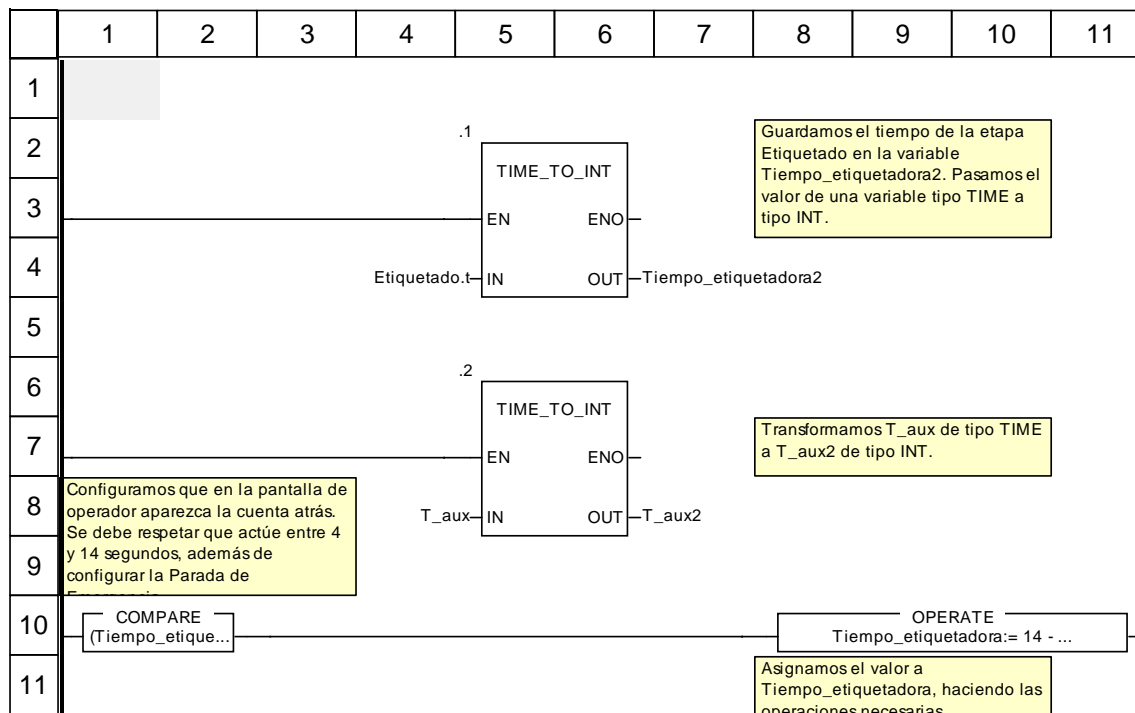 1 2 3 4 5 6 7 8 9 10 11
1
2
3
4
5
6
7
8
9
10
11
.1
TIME_TO_INT
EN ENO
Etiquetado.t IN OUT Tiempo_etiquetadora2
Guardamos el tiempo de la etapa
Etiquetado en la variable
Tiempo_etiquetadora2. Pasamos el
valor de una variable tipo TIME a
tipo INT.
.2
TIME_TO_INT
EN ENO
T_aux IN OUT T_aux2
Transformamos T_aux de tipo TIME
a T_aux2 de tipo INT.
Configuramos que en la pantalla de
operador aparezca la cuenta atrás.
Se debe respetar que actúe entre 4
y 14 segundos, además de
configurar la Parada de
COMPARE
(Tiempo_etique...
OPERATE
Tiempo_etiquetadora:= 14 - ...
Asignamos el valor a
Tiempo_etiquetadora, haciendo las
operaciones necesarias